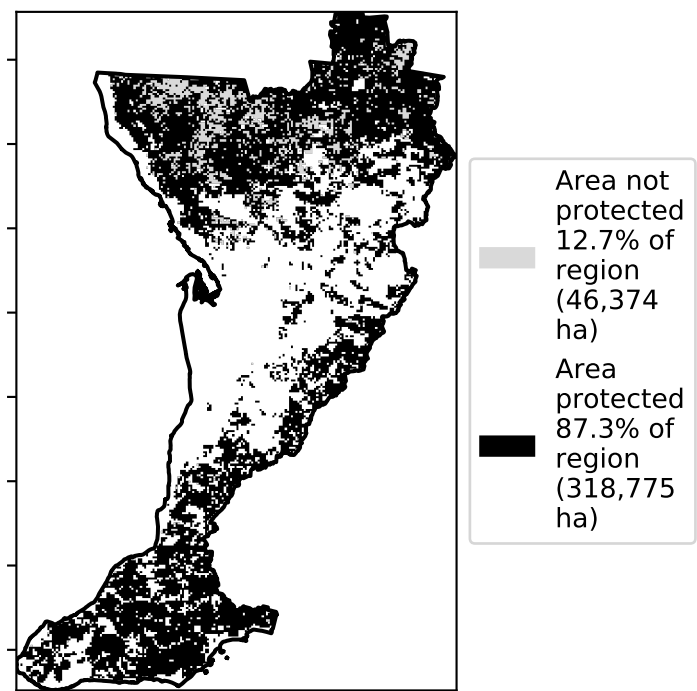 Area not
protected
12.7% of
region
(46,374
ha)
Area
protected
87.3% of
region
(318,775
ha)